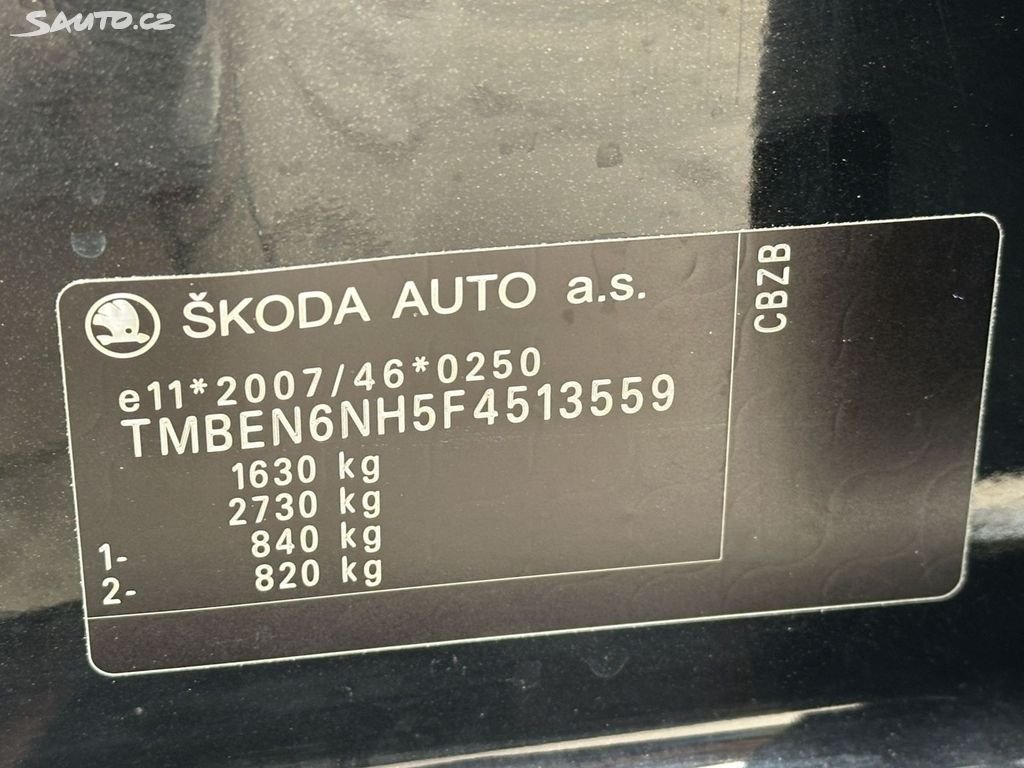 Sauto.cz
ŠKODA AUTO a.s.
e11*2007/46*0250
TMBEN6NH5F4513559
1630 kg
2730 kg
1- 840 kg
2- 820 kg
CBZB